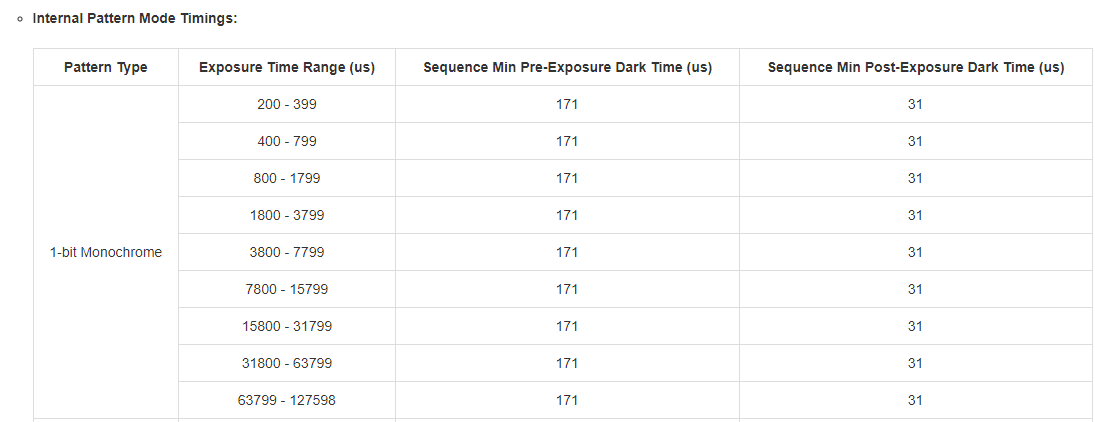 Internal Pattern Mode Timings:
Pattern Type Exposure Time Range (us) Sequence Min Pre-Exposure Dark Time (us) Sequence Min Post-Exposure Dark Time (us)
200 - 399 171 31
400 - 799 171 31
800 - 1799 171 31
1800 - 3799 171 31
1-bit Monochrome 3800 - 7799 171 31
7800 - 15799 171 31
15800 - 31799 171 31
31800 - 63799 171 31
63799 - 127598 171 31